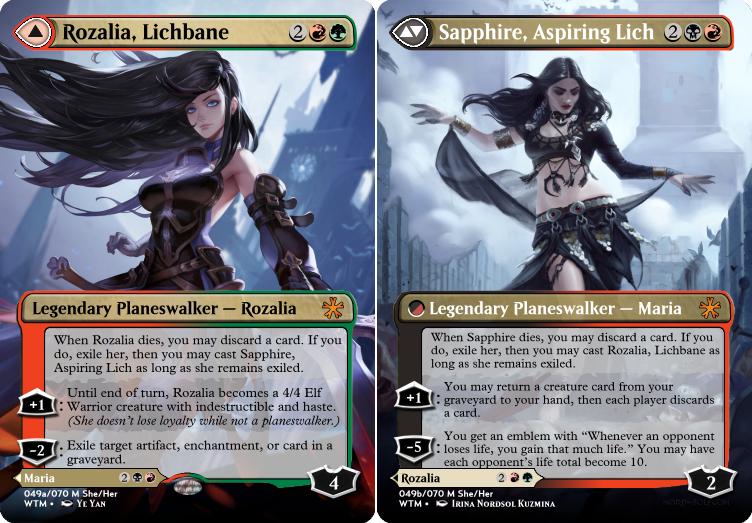 Rozalia, Lichbane 2
When Rozalia dies, you may discard a card. If you
do, exile her, then you may cast Sapphire,
Aspiring Lich as long as she remains exiled.
Legendary Planeswalker — Rozalia
+1 : Until end of turn, Rozalia becomes a 4/4 Elf
Warrior creature with indestructible and haste.
(She doesn't lose loyalty while not a planeswalker.)
-2 : Exile target artifact, enchantment, or card in a
graveyard.
Maria 2
4
049a/070 M She/Her
WTM • Ye Yan
Sapphire, Aspiring Lich 2
Legendary Planeswalker — Maria
When Sapphire dies, you may discard a card. If you
do, exile her, then you may cast Rozalia, Lichbane as
long as she remains exiled.
+1 : You may return a creature card from your
graveyard to your hand, then each player discards
a card.
-5 : You get an emblem with “Whenever an opponent
loses life, you gain that much life.” You may have
each opponent's life total become 10.
Rozalia 2
2
049b/070 M She/Her
WTM • Irina Nordsol Kuzmina